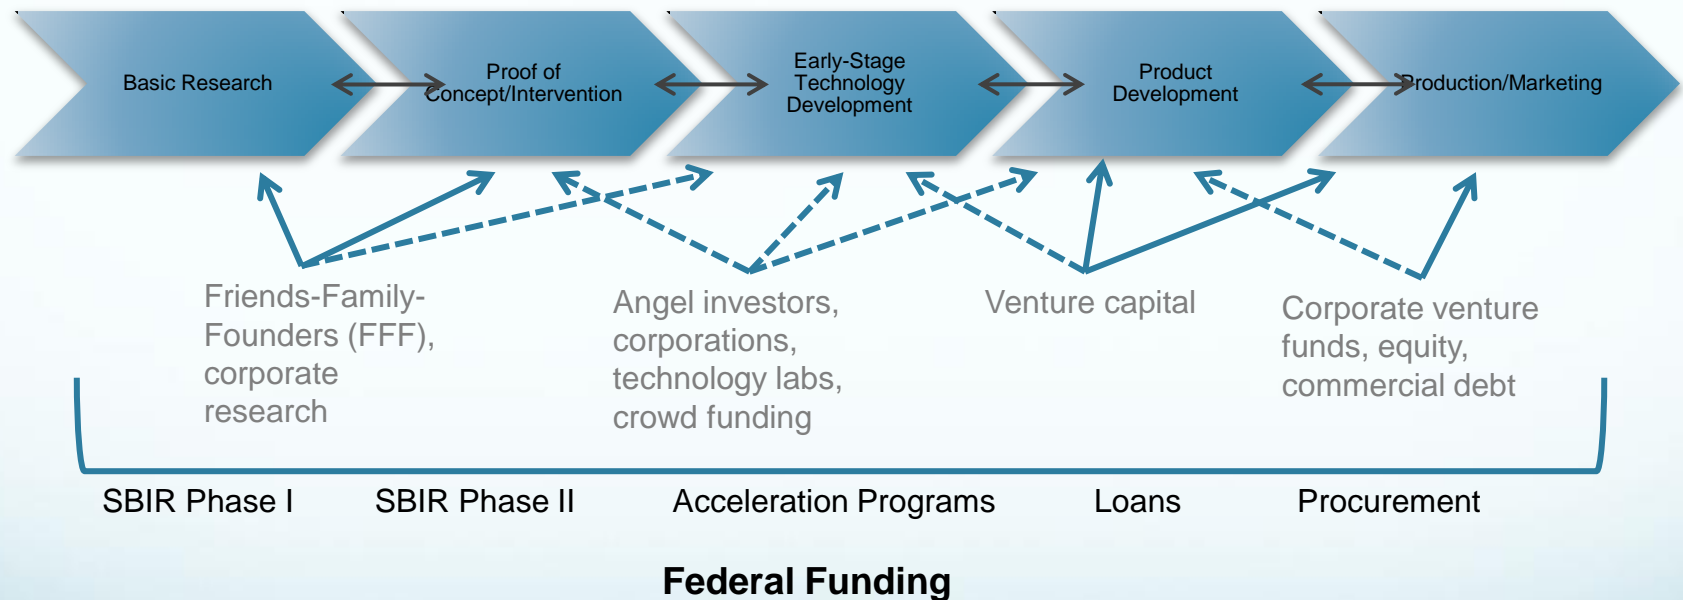 Basic Research
Proof of
Concept/Intervention
Early-Stage
Technology
Development
Product
Development
Production/Marketing
Friends-Family-
Founders (FFF),
corporate
research
Angel investors,
corporations,
technology labs,
crowd funding
Venture capital
Corporate venture
funds, equity,
commercial debt
SBIR Phase I
SBIR Phase II
Acceleration Programs
Loans
Procurement
Federal Funding